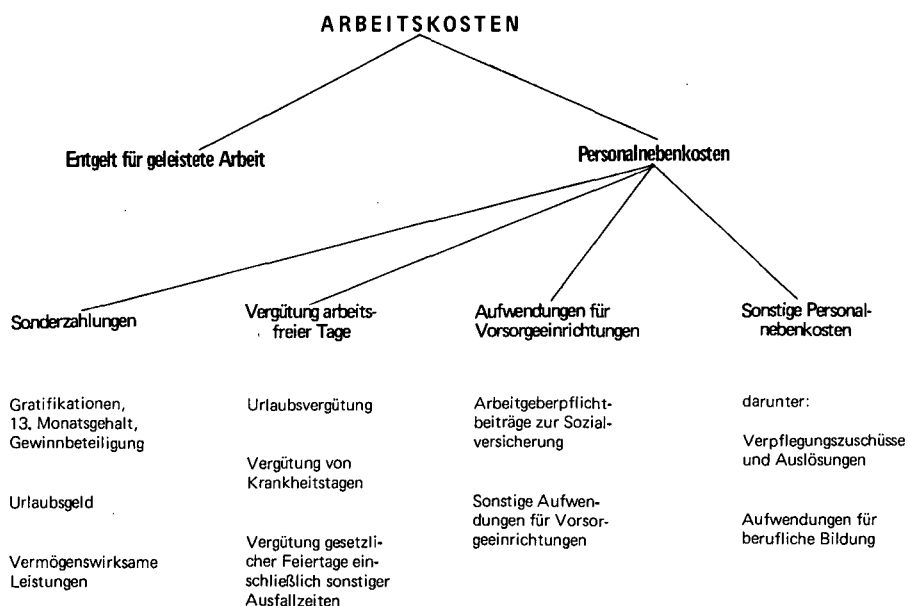 ARBEITSKOSTEN
Entgelt für geleistete Arbeit
Personalnebenkosten
Sonderzahlungen
Gratifikationen,
13. Monatsgehalt,
Gewinnbeteiligung
Urlaubsgeld
Vermögenswirksame
Leistungen
Vergütung arbeits-
freier Tage
Urlaubsvergütung
Vergütung von
Krankheitstagen
Vergütung gesetzli-
cher Feiertage ein-
schließlich sonstiger
Ausfallzeiten
Aufwendungen für
Vorsorgeeinrichtungen
Arbeitgeberpflicht-
beiträge zur Sozial-
versicherung
Sonstige Aufwen-
dungen für Vorsor-
geeinrichtungen
Sonstige Personal-
nebenkosten
darunter:
Verpflegungszuschüsse
und Auslösungen
Aufwendungen für
berufliche Bildung